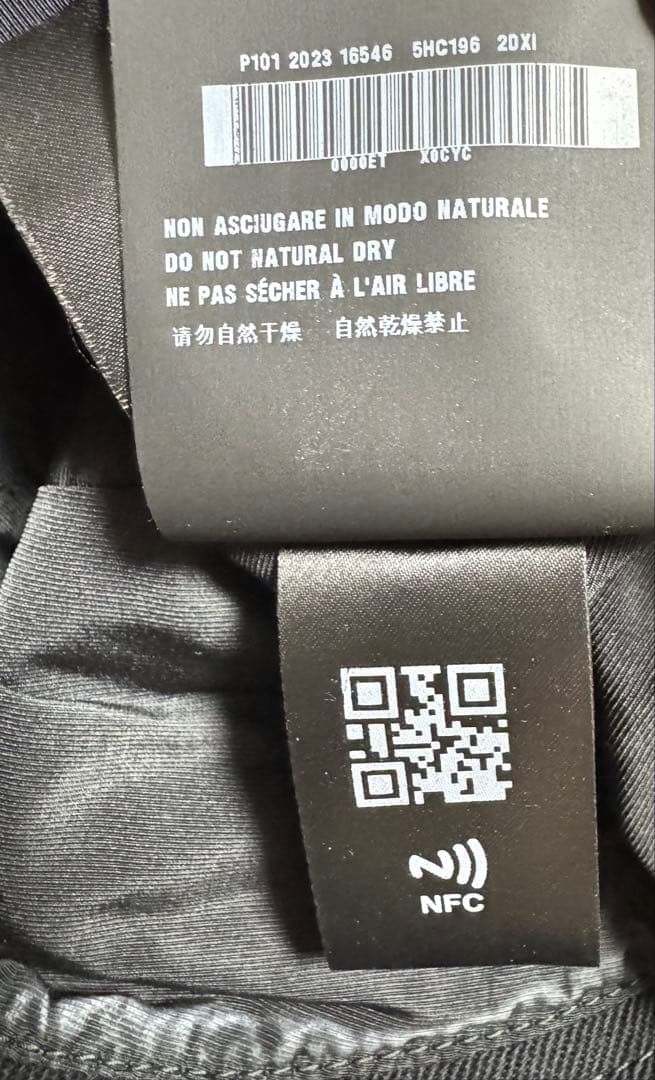 P101 2023 16546 5HC196 2DXI
0000ET X0CYC
NON ASCIUGARE IN MODO NATURALE
DO NOT NATURAL DRY
NE PAS SÉCHER À L'AIR LIBRE
请勿自然干燥 自然乾燥禁止
NFC